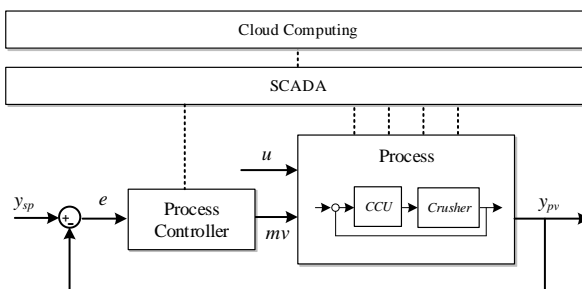 Cloud Computing
SCADA
u
Process
y_sp
+
-
e
Process
Controller
mv
CCU
Crusher
y_pv